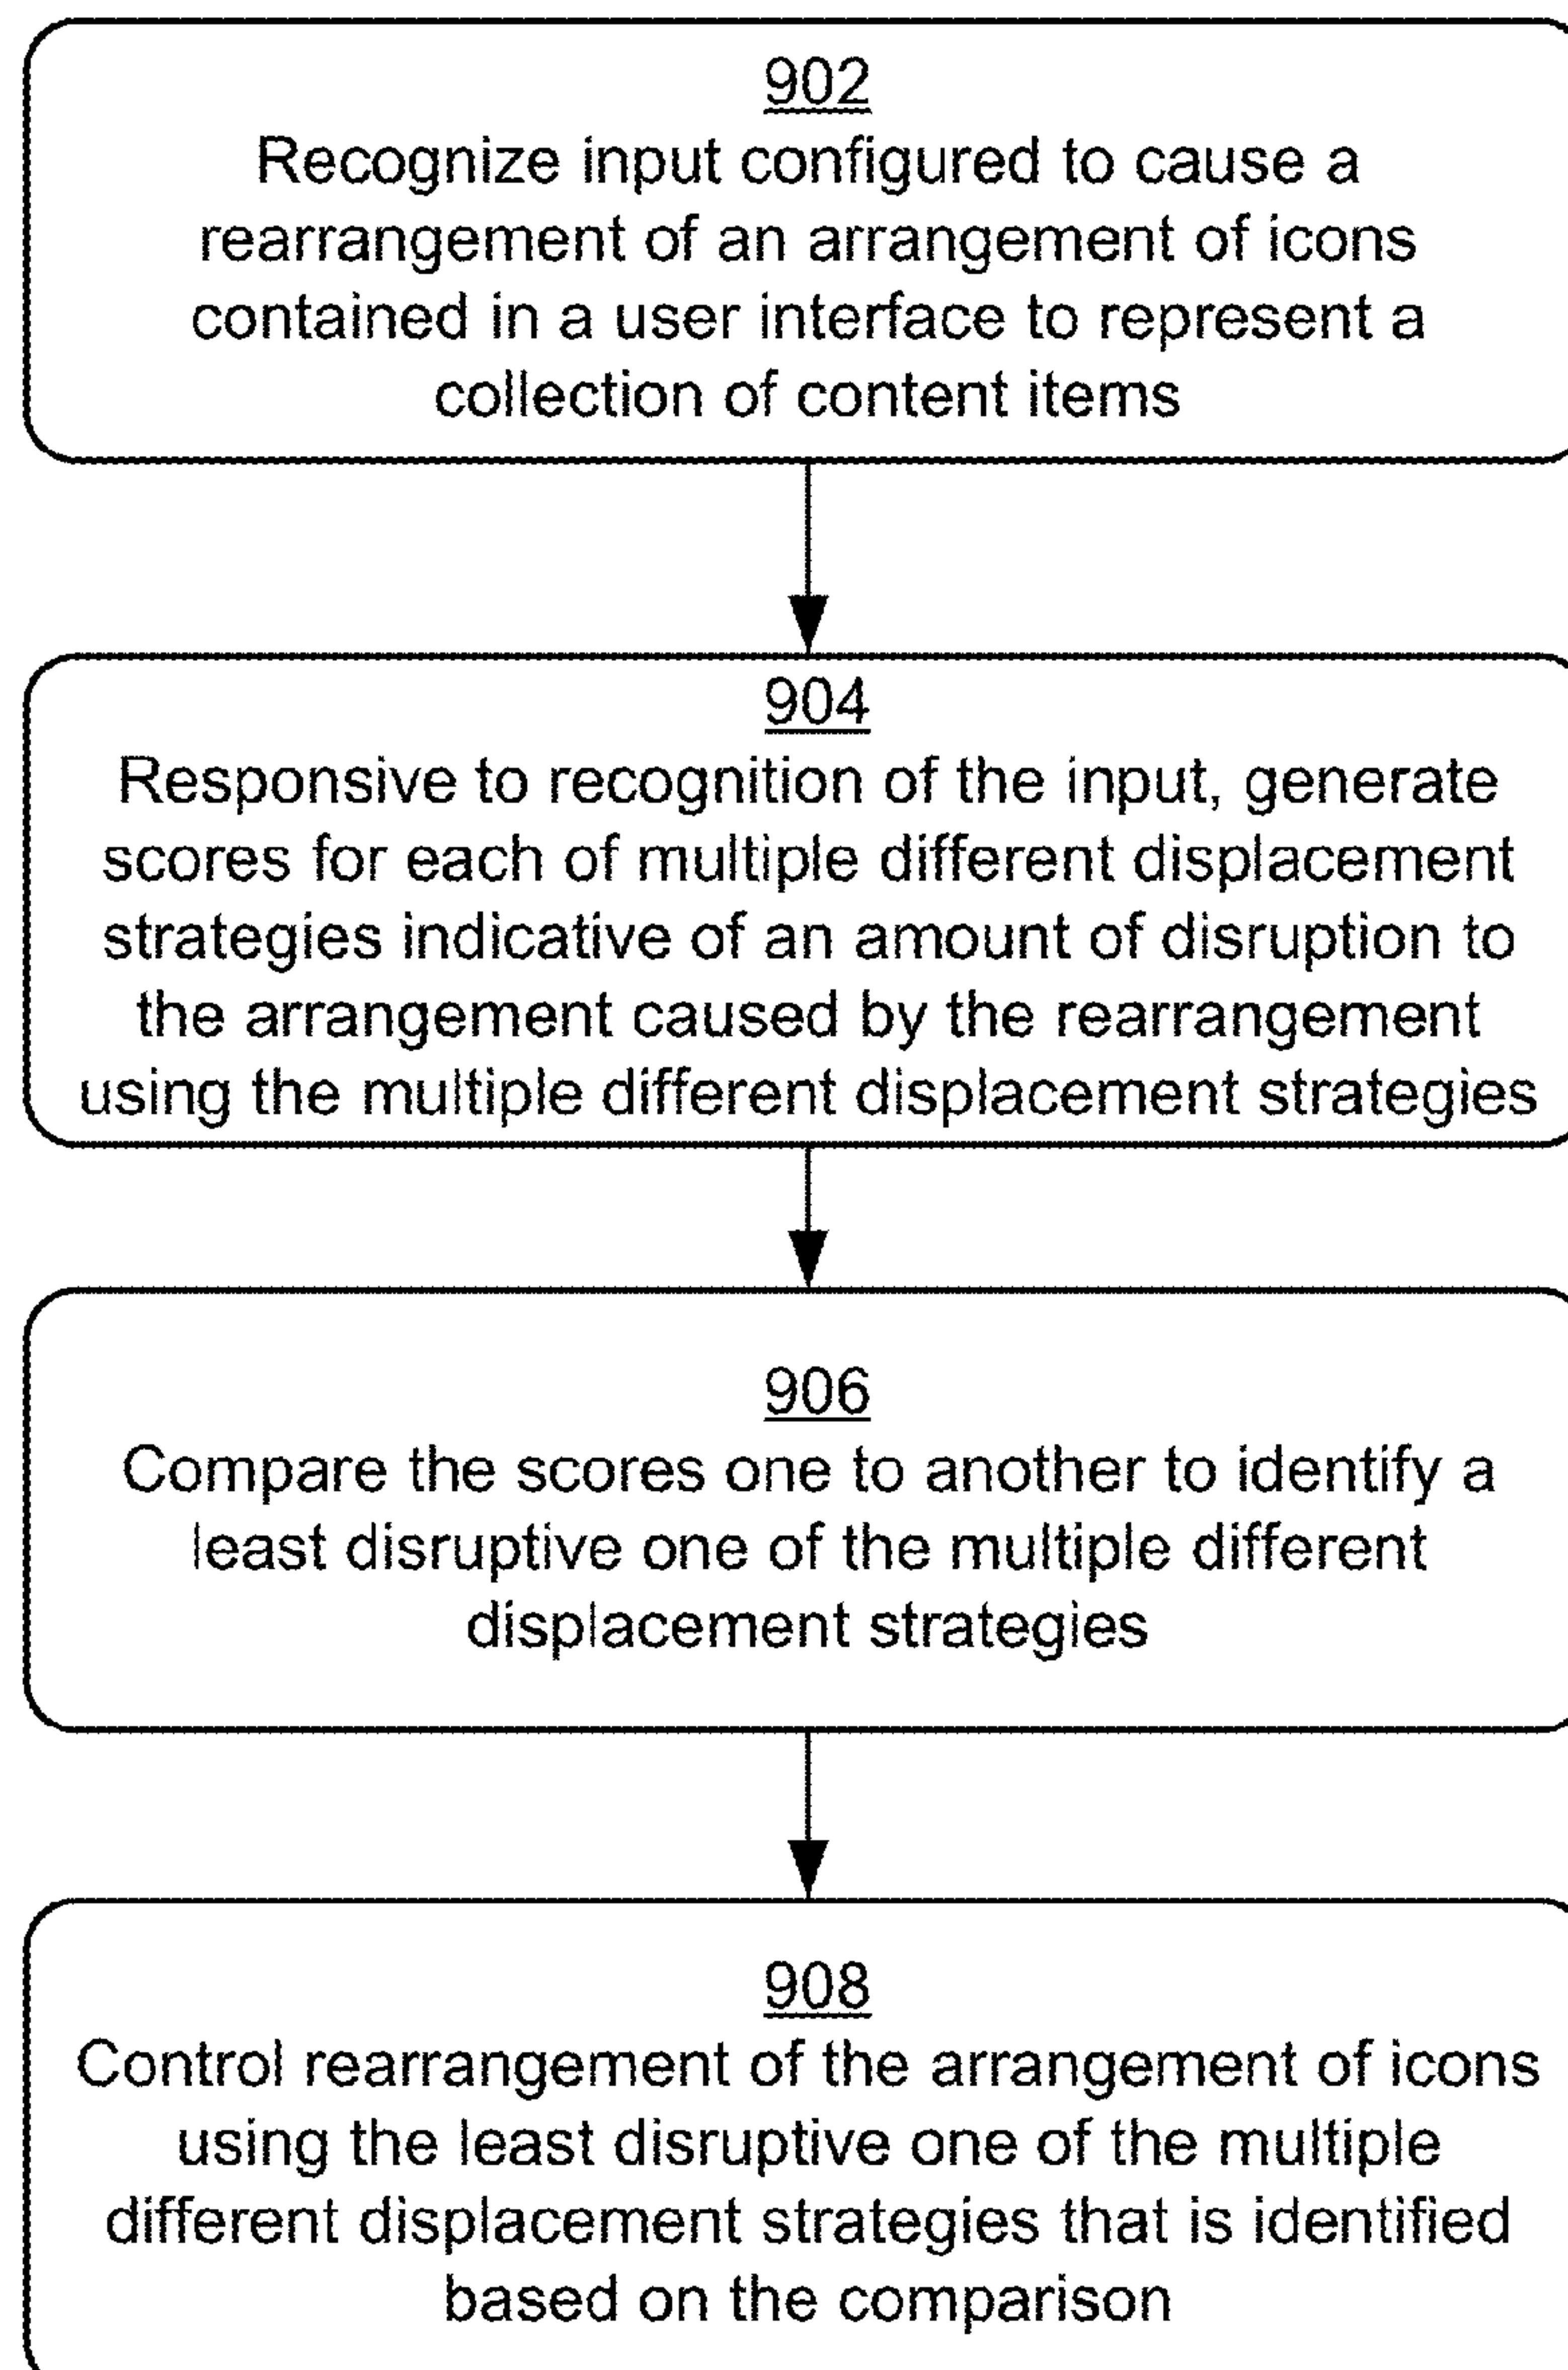 902
Recognize input configured to cause a
rearrangement of an arrangement of icons
contained in a user interface to represent a
collection of content items
904
Responsive to recognition of the input, generate
scores for each of multiple different displacement
strategies indicative of an amount of disruption to
the arrangement caused by the rearrangement
using the multiple different displacement strategies
906
Compare the scores one to another to identify a
least disruptive one of the multiple different
displacement strategies
908
Control rearrangement of the arrangement of icons
using the least disruptive one of the multiple
different displacement strategies that is identified
based on the comparison